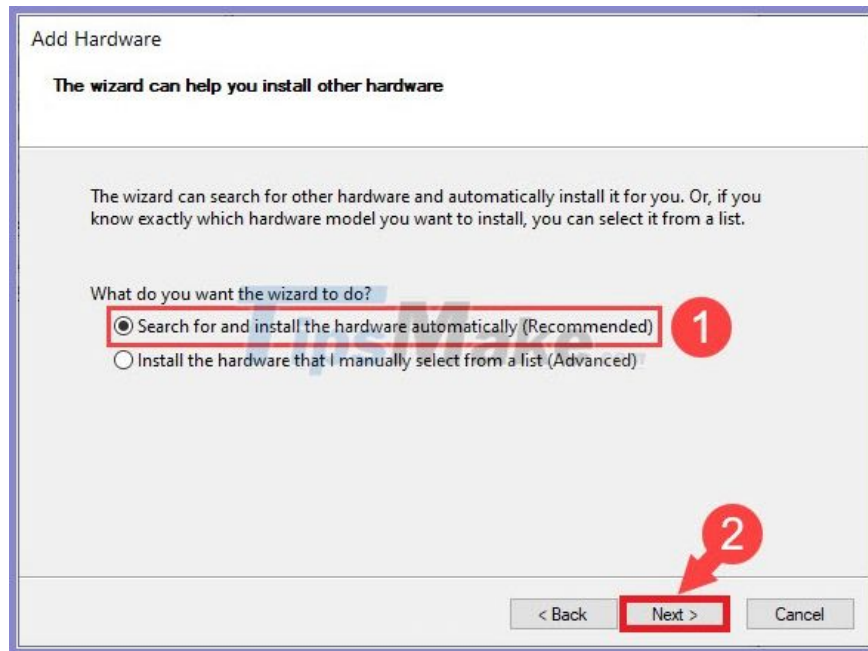 Add Hardware
The wizard can help you install other hardware
The wizard can search for other hardware and automatically install it for you. Or, if you
know exactly which hardware model you want to install, you can select it from a list.
What do you want the wizard to do?
Search for and install the hardware automatically (Recommended)
1
Install the hardware that I manually select from a list (Advanced)
TipsMake.com
2
< Back
Next >
Cancel